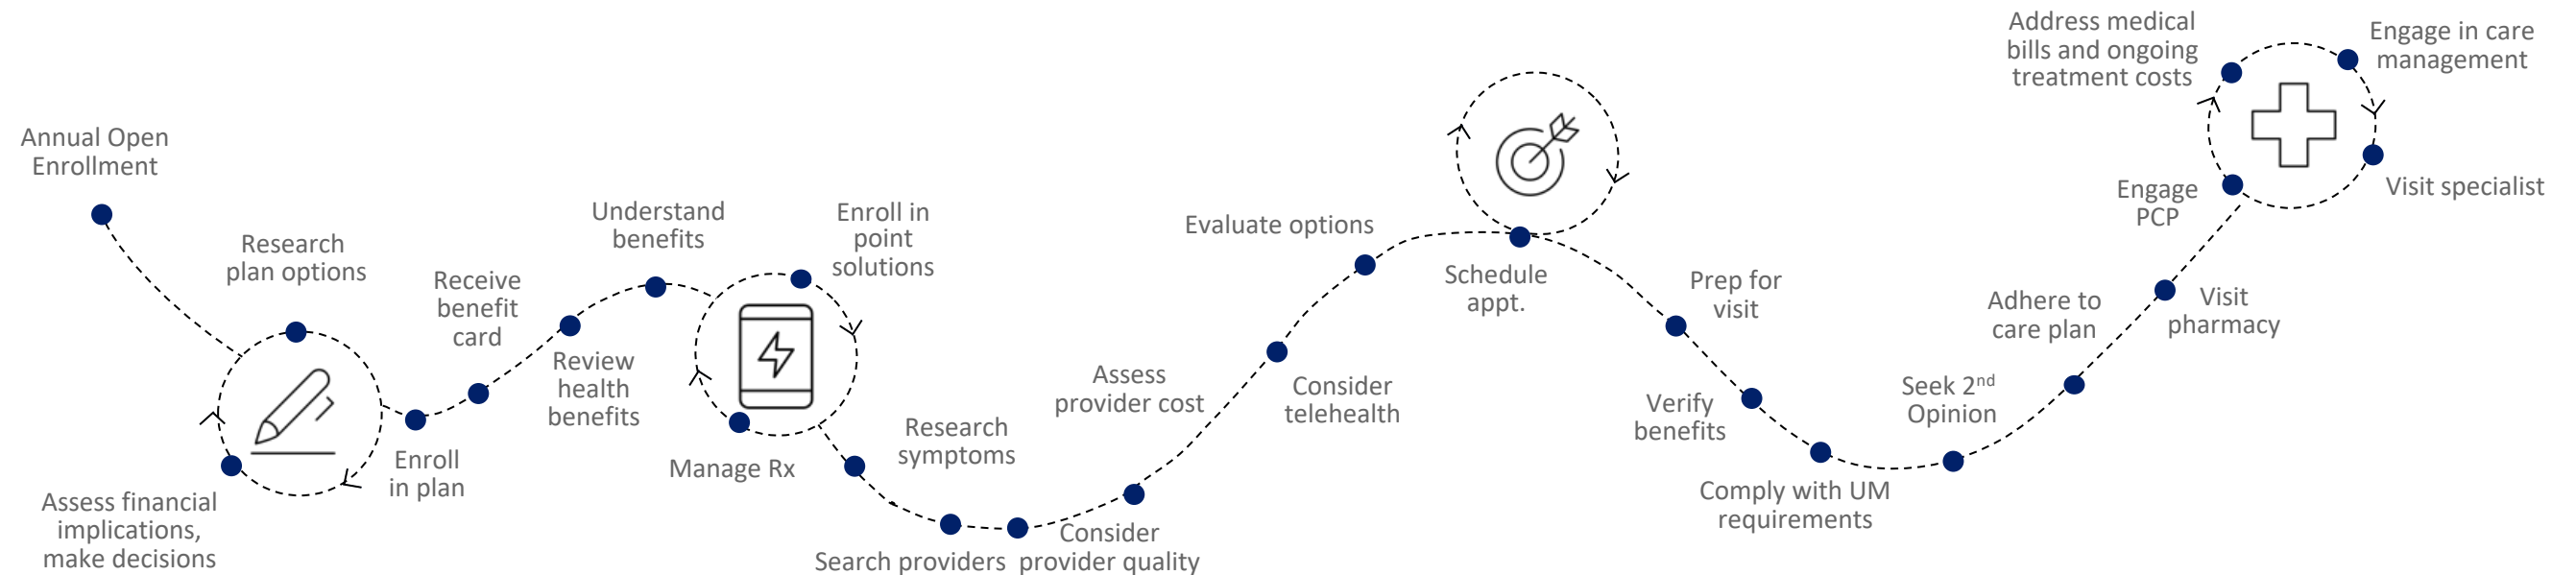 Annual Open
Enrollment
Research
plan options
Assess financial
implications,
make decisions
Enroll
in plan
Receive
benefit
card
Review
health
benefits
Understand
benefits
Enroll in
point
solutions
Manage Rx
Research
symptoms
Search providers
Consider
provider quality
Assess
provider cost
Consider
telehealth
Evaluate options
Schedule
appt.
Prep for
visit
Verify
benefits
Comply with UM
requirements
Seek 2nd
Opinion
Adhere to
care plan
Visit
pharmacy
Engage
PCP
Address medical
bills and ongoing
treatment costs
Engage in care
management
Visit specialist